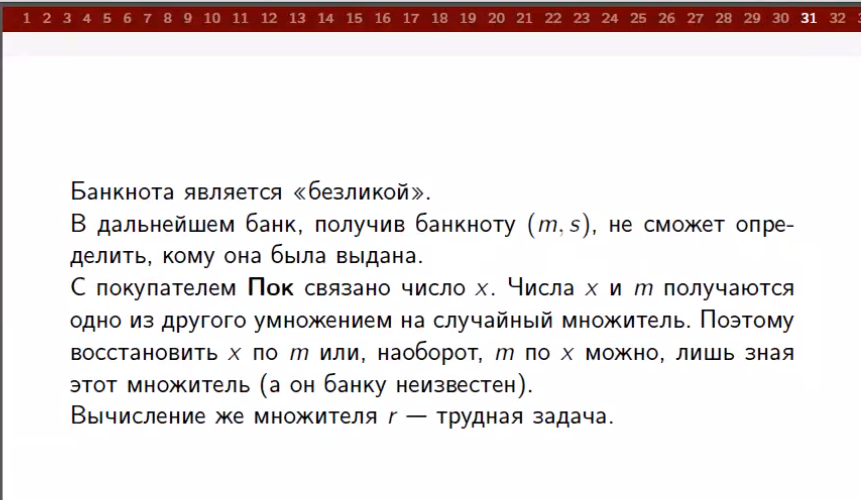 1 2 3 4 5 6 7 8 9 10 11 12 13 14 15 16 17 18 19 20 21 22 23 24 25 26 27 28 29 30 31 32
Банкнота является «безликой».
В дальнейшем банк, получив банкноту (m, s), не сможет опре-
делить, кому она была выдана.
С покупателем Пок связано число x. Числа x и m получаются
одно из другого умножением на случайный множитель. Поэтому
восстановить x по m или, наоборот, m по x можно, лишь зная
этот множитель (а он банку неизвестен).
Вычисление же множителя r — трудная задача.